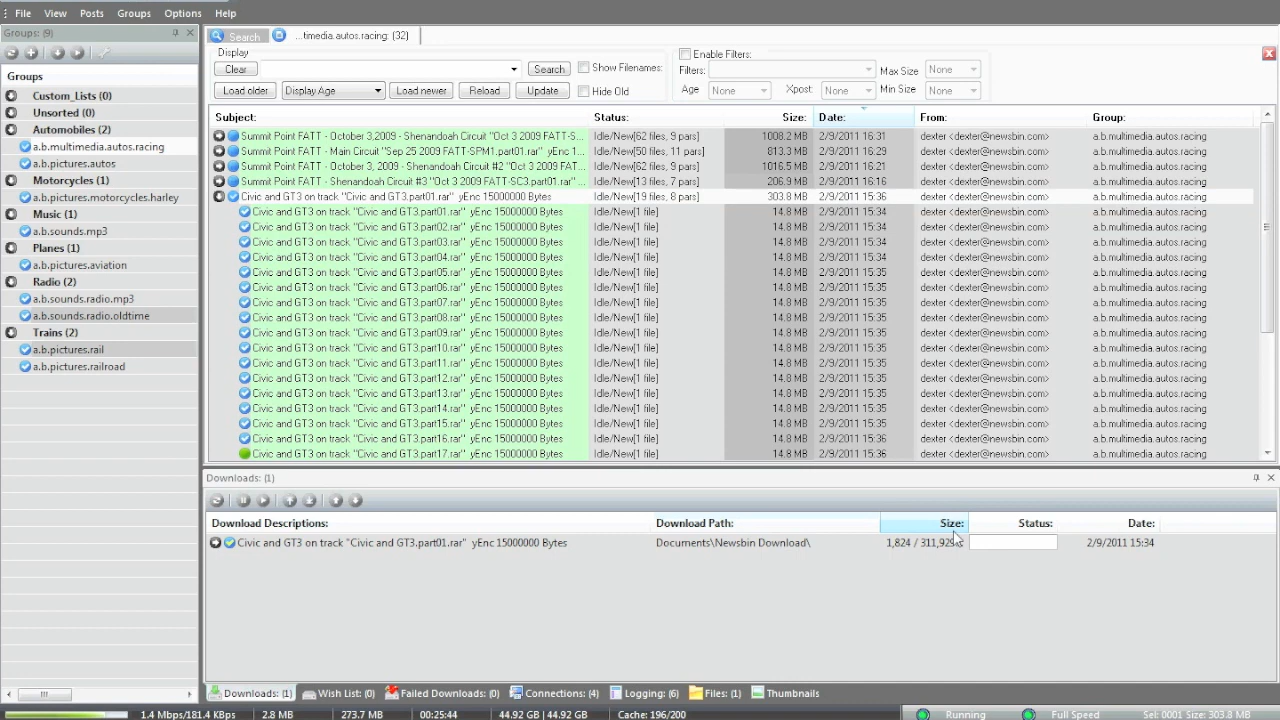 File View Posts Groups Options Help
Groups: (9)
Search
...timedia.autos.racing: (32)
Display
Clear
Search
Show Filenames:
Load older
Display Age
Load newer
Reload
Update
Hide Old
Enable Filters:
Filters:
Max Size None
Age None Xpost: None Min Size None
Groups
Custom_Lists (0)
Unsorted (0)
Automobiles (2)
a.b.multimedia.autos.racing
a.b.pictures.autos
Motorcycles (1)
a.b.pictures.motorcycles.harley
Music (1)
a.b.sounds.mp3
Planes (1)
a.b.pictures.aviation
Radio (2)
a.b.sounds.radio.mp3
a.b.sounds.radio.oldtime
Trains (2)
a.b.pictures.rail
a.b.pictures.railroad
Subject: Status: Size: Date: From: Group:
Summit Point FATT - October 3,2009 - Shenandoah Circuit "Oct 3 2009 FATT-S... Idle/New[62 files, 9 pars] 1008.2 MB 2/9/2011 16:31 dexter <dexter@newsbin.com> a.b.multimedia.autos.racing
Summit Point FATT - Main Circuit "Sep 25 2009 FATT-SPM1.part01.rar" yEnc 1... Idle/New[50 files, 11 pars] 813.3 MB 2/9/2011 16:29 dexter <dexter@newsbin.com> a.b.multimedia.autos.racing
Summit Point FATT - October 3, 2009 - Shenandoah Circuit #2 "Oct 3 2009 FAT... Idle/New[62 files, 9 pars] 1016.5 MB 2/9/2011 16:21 dexter <dexter@newsbin.com> a.b.multimedia.autos.racing
Summit Point FATT - Shenandoah Circuit #3 "Oct 3 2009 FATT-SC3.part01.rar" ... Idle/New[13 files, 7 pars] 206.9 MB 2/9/2011 16:16 dexter <dexter@newsbin.com> a.b.multimedia.autos.racing
Civic and GT3 on track "Civic and GT3.part01.rar" yEnc 15000000 Bytes Idle/New[19 files, 8 pars] 303.8 MB 2/9/2011 15:36 dexter <dexter@newsbin.com> a.b.multimedia.autos.racing
Civic and GT3 on track "Civic and GT3.part01.rar" yEnc 15000000 Bytes Idle/New[1 file] 14.8 MB 2/9/2011 15:34 dexter <dexter@newsbin.com> a.b.multimedia.autos.racing
Civic and GT3 on track "Civic and GT3.part02.rar" yEnc 15000000 Bytes Idle/New[1 file] 14.8 MB 2/9/2011 15:34 dexter <dexter@newsbin.com> a.b.multimedia.autos.racing
Civic and GT3 on track "Civic and GT3.part03.rar" yEnc 15000000 Bytes Idle/New[1 file] 14.8 MB 2/9/2011 15:34 dexter <dexter@newsbin.com> a.b.multimedia.autos.racing
Civic and GT3 on track "Civic and GT3.part04.rar" yEnc 15000000 Bytes Idle/New[1 file] 14.8 MB 2/9/2011 15:34 dexter <dexter@newsbin.com> a.b.multimedia.autos.racing
Civic and GT3 on track "Civic and GT3.part05.rar" yEnc 15000000 Bytes Idle/New[1 file] 14.8 MB 2/9/2011 15:35 dexter <dexter@newsbin.com> a.b.multimedia.autos.racing
Civic and GT3 on track "Civic and GT3.part06.rar" yEnc 15000000 Bytes Idle/New[1 file] 14.8 MB 2/9/2011 15:35 dexter <dexter@newsbin.com> a.b.multimedia.autos.racing
Civic and GT3 on track "Civic and GT3.part07.rar" yEnc 15000000 Bytes Idle/New[1 file] 14.8 MB 2/9/2011 15:35 dexter <dexter@newsbin.com> a.b.multimedia.autos.racing
Civic and GT3 on track "Civic and GT3.part08.rar" yEnc 15000000 Bytes Idle/New[1 file] 14.8 MB 2/9/2011 15:35 dexter <dexter@newsbin.com> a.b.multimedia.autos.racing
Civic and GT3 on track "Civic and GT3.part09.rar" yEnc 15000000 Bytes Idle/New[1 file] 14.8 MB 2/9/2011 15:35 dexter <dexter@newsbin.com> a.b.multimedia.autos.racing
Civic and GT3 on track "Civic and GT3.part10.rar" yEnc 15000000 Bytes Idle/New[1 file] 14.8 MB 2/9/2011 15:35 dexter <dexter@newsbin.com> a.b.multimedia.autos.racing
Civic and GT3 on track "Civic and GT3.part11.rar" yEnc 15000000 Bytes Idle/New[1 file] 14.8 MB 2/9/2011 15:35 dexter <dexter@newsbin.com> a.b.multimedia.autos.racing
Civic and GT3 on track "Civic and GT3.part12.rar" yEnc 15000000 Bytes Idle/New[1 file] 14.8 MB 2/9/2011 15:35 dexter <dexter@newsbin.com> a.b.multimedia.autos.racing
Civic and GT3 on track "Civic and GT3.part13.rar" yEnc 15000000 Bytes Idle/New[1 file] 14.8 MB 2/9/2011 15:35 dexter <dexter@newsbin.com> a.b.multimedia.autos.racing
Civic and GT3 on track "Civic and GT3.part14.rar" yEnc 15000000 Bytes Idle/New[1 file] 14.8 MB 2/9/2011 15:35 dexter <dexter@newsbin.com> a.b.multimedia.autos.racing
Civic and GT3 on track "Civic and GT3.part15.rar" yEnc 15000000 Bytes Idle/New[1 file] 14.8 MB 2/9/2011 15:35 dexter <dexter@newsbin.com> a.b.multimedia.autos.racing
Civic and GT3 on track "Civic and GT3.part16.rar" yEnc 15000000 Bytes Idle/New[1 file] 14.8 MB 2/9/2011 15:35 dexter <dexter@newsbin.com> a.b.multimedia.autos.racing
Civic and GT3 on track "Civic and GT3.part17.rar" yEnc 15000000 Bytes Idle/New[1 file] 14.8 MB 2/9/2011 15:36 dexter <dexter@newsbin.com> a.b.multimedia.autos.racing
Downloads: (1)
Download Descriptions: Download Path: Size: Status: Date:
Civic and GT3 on track "Civic and GT3.part01.rar" yEnc 15000000 Bytes Documents\Newsbin Download\ 1,824 / 2/9/2011 15:34
Downloads: (1) Wish List: (0) Failed Downloads: (0) Connections: (4) Logging: (6) Files: (1) Thumbnails
1.4 Mbps/181.4 KBps 2.8 MB 273.7 MB 00:25:44 44.92 GB | 44.92 GB Cache: 196/200 Running Full Speed Sel: 0001 Size: 303.8 MB